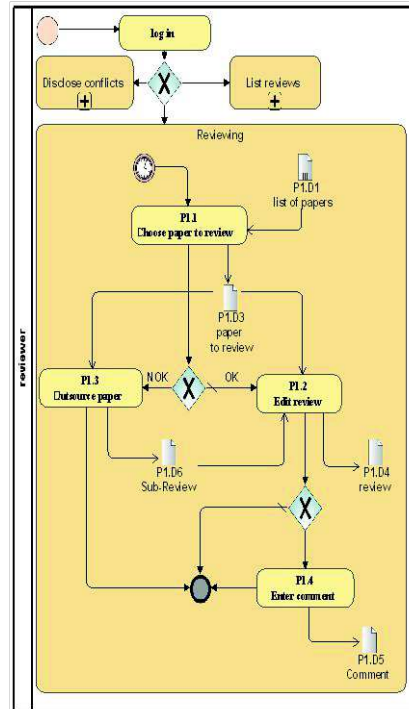 log in
Disclose conflicts
X
List reviews
Reviewing
P1.D1
list of papers
P1.1
Choose paper to review
P1.D3
paper
to review
P1.3
Outsource paper
NOK
X
OK
P1.2
Edit review
P1.D6
Sub-Review
P1.D4
review
X
P1.4
Enter comment
P1.D5
Comment
reviewer